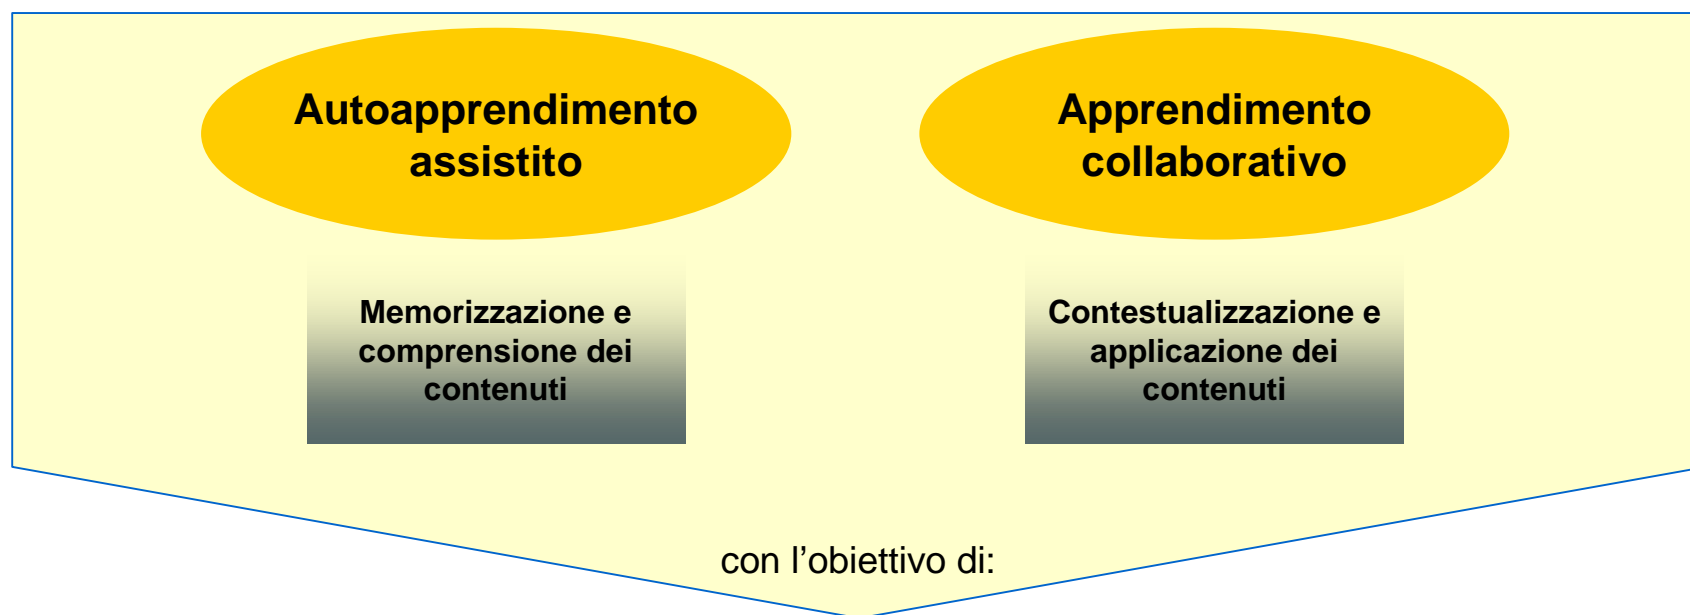 Autoapprendimento
assistito
Apprendimento
collaborativo
Memorizzazione e
comprensione dei
contenuti
Contestualizzazione e
applicazione dei
contenuti
con l’obiettivo di: